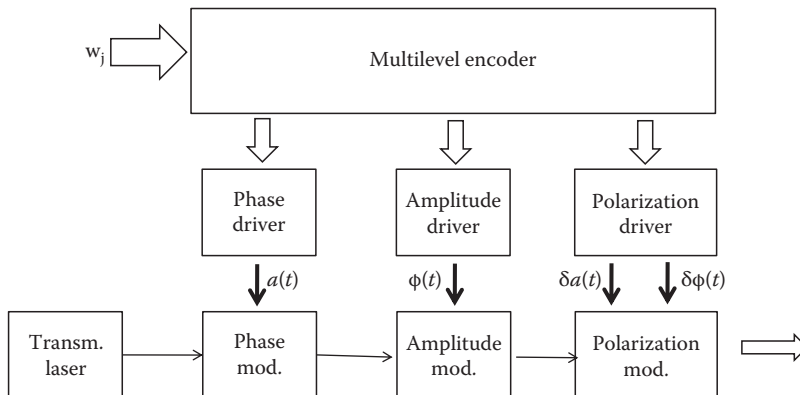 w_j
Multilevel encoder
Phase
driver
Amplitude
driver
Polarization
driver
a(t)
ϕ(t)
δa(t)
δϕ(t)
Transm.
laser
Phase
mod.
Amplitude
mod.
Polarization
mod.